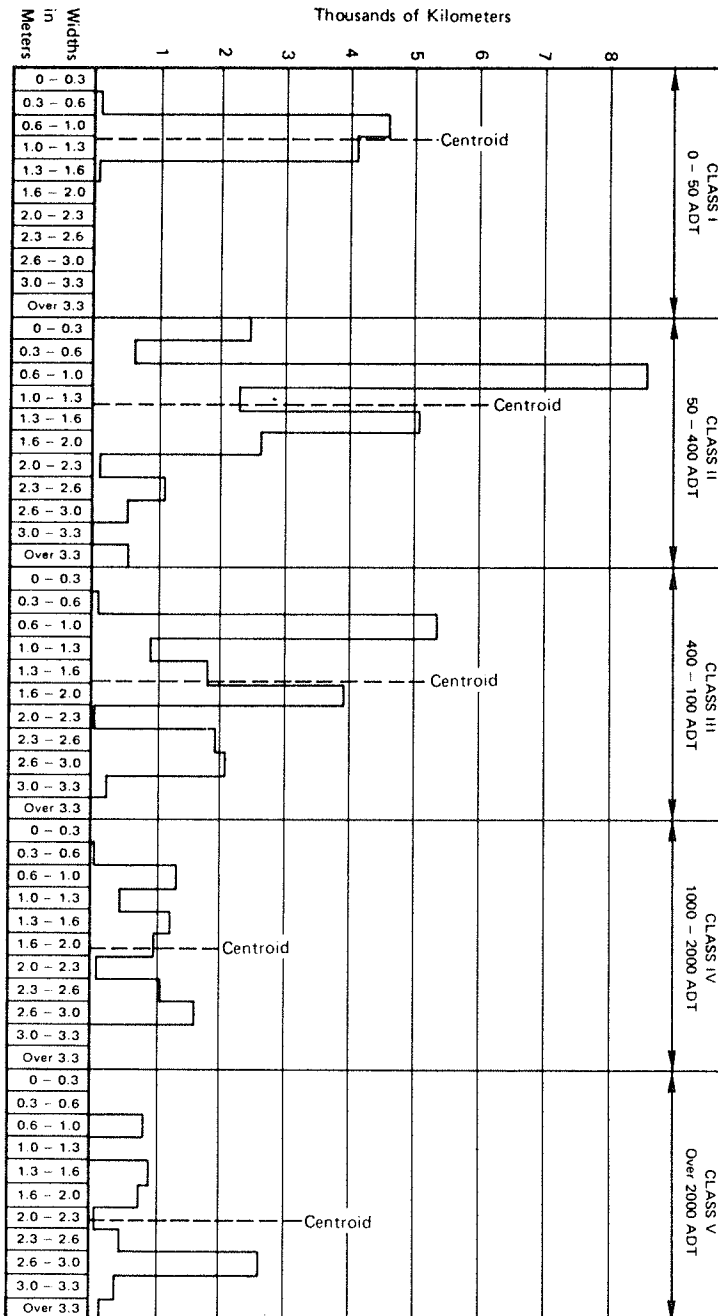 Thousands of Kilometers
Widths
in
Meters
1
2
3
4
5
6
7
8
CLASS I
0 – 50 ADT
0 – 0.3
0.3 – 0.6
0.6 – 1.0
1.0 – 1.3
1.3 – 1.6
1.6 – 2.0
2.0 – 2.3
2.3 – 2.6
2.6 – 3.0
3.0 – 3.3
Over 3.3
Centroid
CLASS II
50 – 400 ADT
0 – 0.3
0.3 – 0.6
0.6 – 1.0
1.0 – 1.3
1.3 – 1.6
1.6 – 2.0
2.0 – 2.3
2.3 – 2.6
2.6 – 3.0
3.0 – 3.3
Over 3.3
Centroid
CLASS III
400 – 100 ADT
0 – 0.3
0.3 – 0.6
0.6 – 1.0
1.0 – 1.3
1.3 – 1.6
1.6 – 2.0
2.0 – 2.3
2.3 – 2.6
2.6 – 3.0
3.0 – 3.3
Over 3.3
Centroid
CLASS IV
1000 – 2000 ADT
0 – 0.3
0.3 – 0.6
0.6 – 1.0
1.0 – 1.3
1.3 – 1.6
1.6 – 2.0
2.0 – 2.3
2.3 – 2.6
2.6 – 3.0
3.0 – 3.3
Over 3.3
Centroid
CLASS V
Over 2000 ADT
0 – 0.3
0.3 – 0.6
0.6 – 1.0
1.0 – 1.3
1.3 – 1.6
1.6 – 2.0
2.0 – 2.3
2.3 – 2.6
2.6 – 3.0
3.0 – 3.3
Over 3.3
Centroid